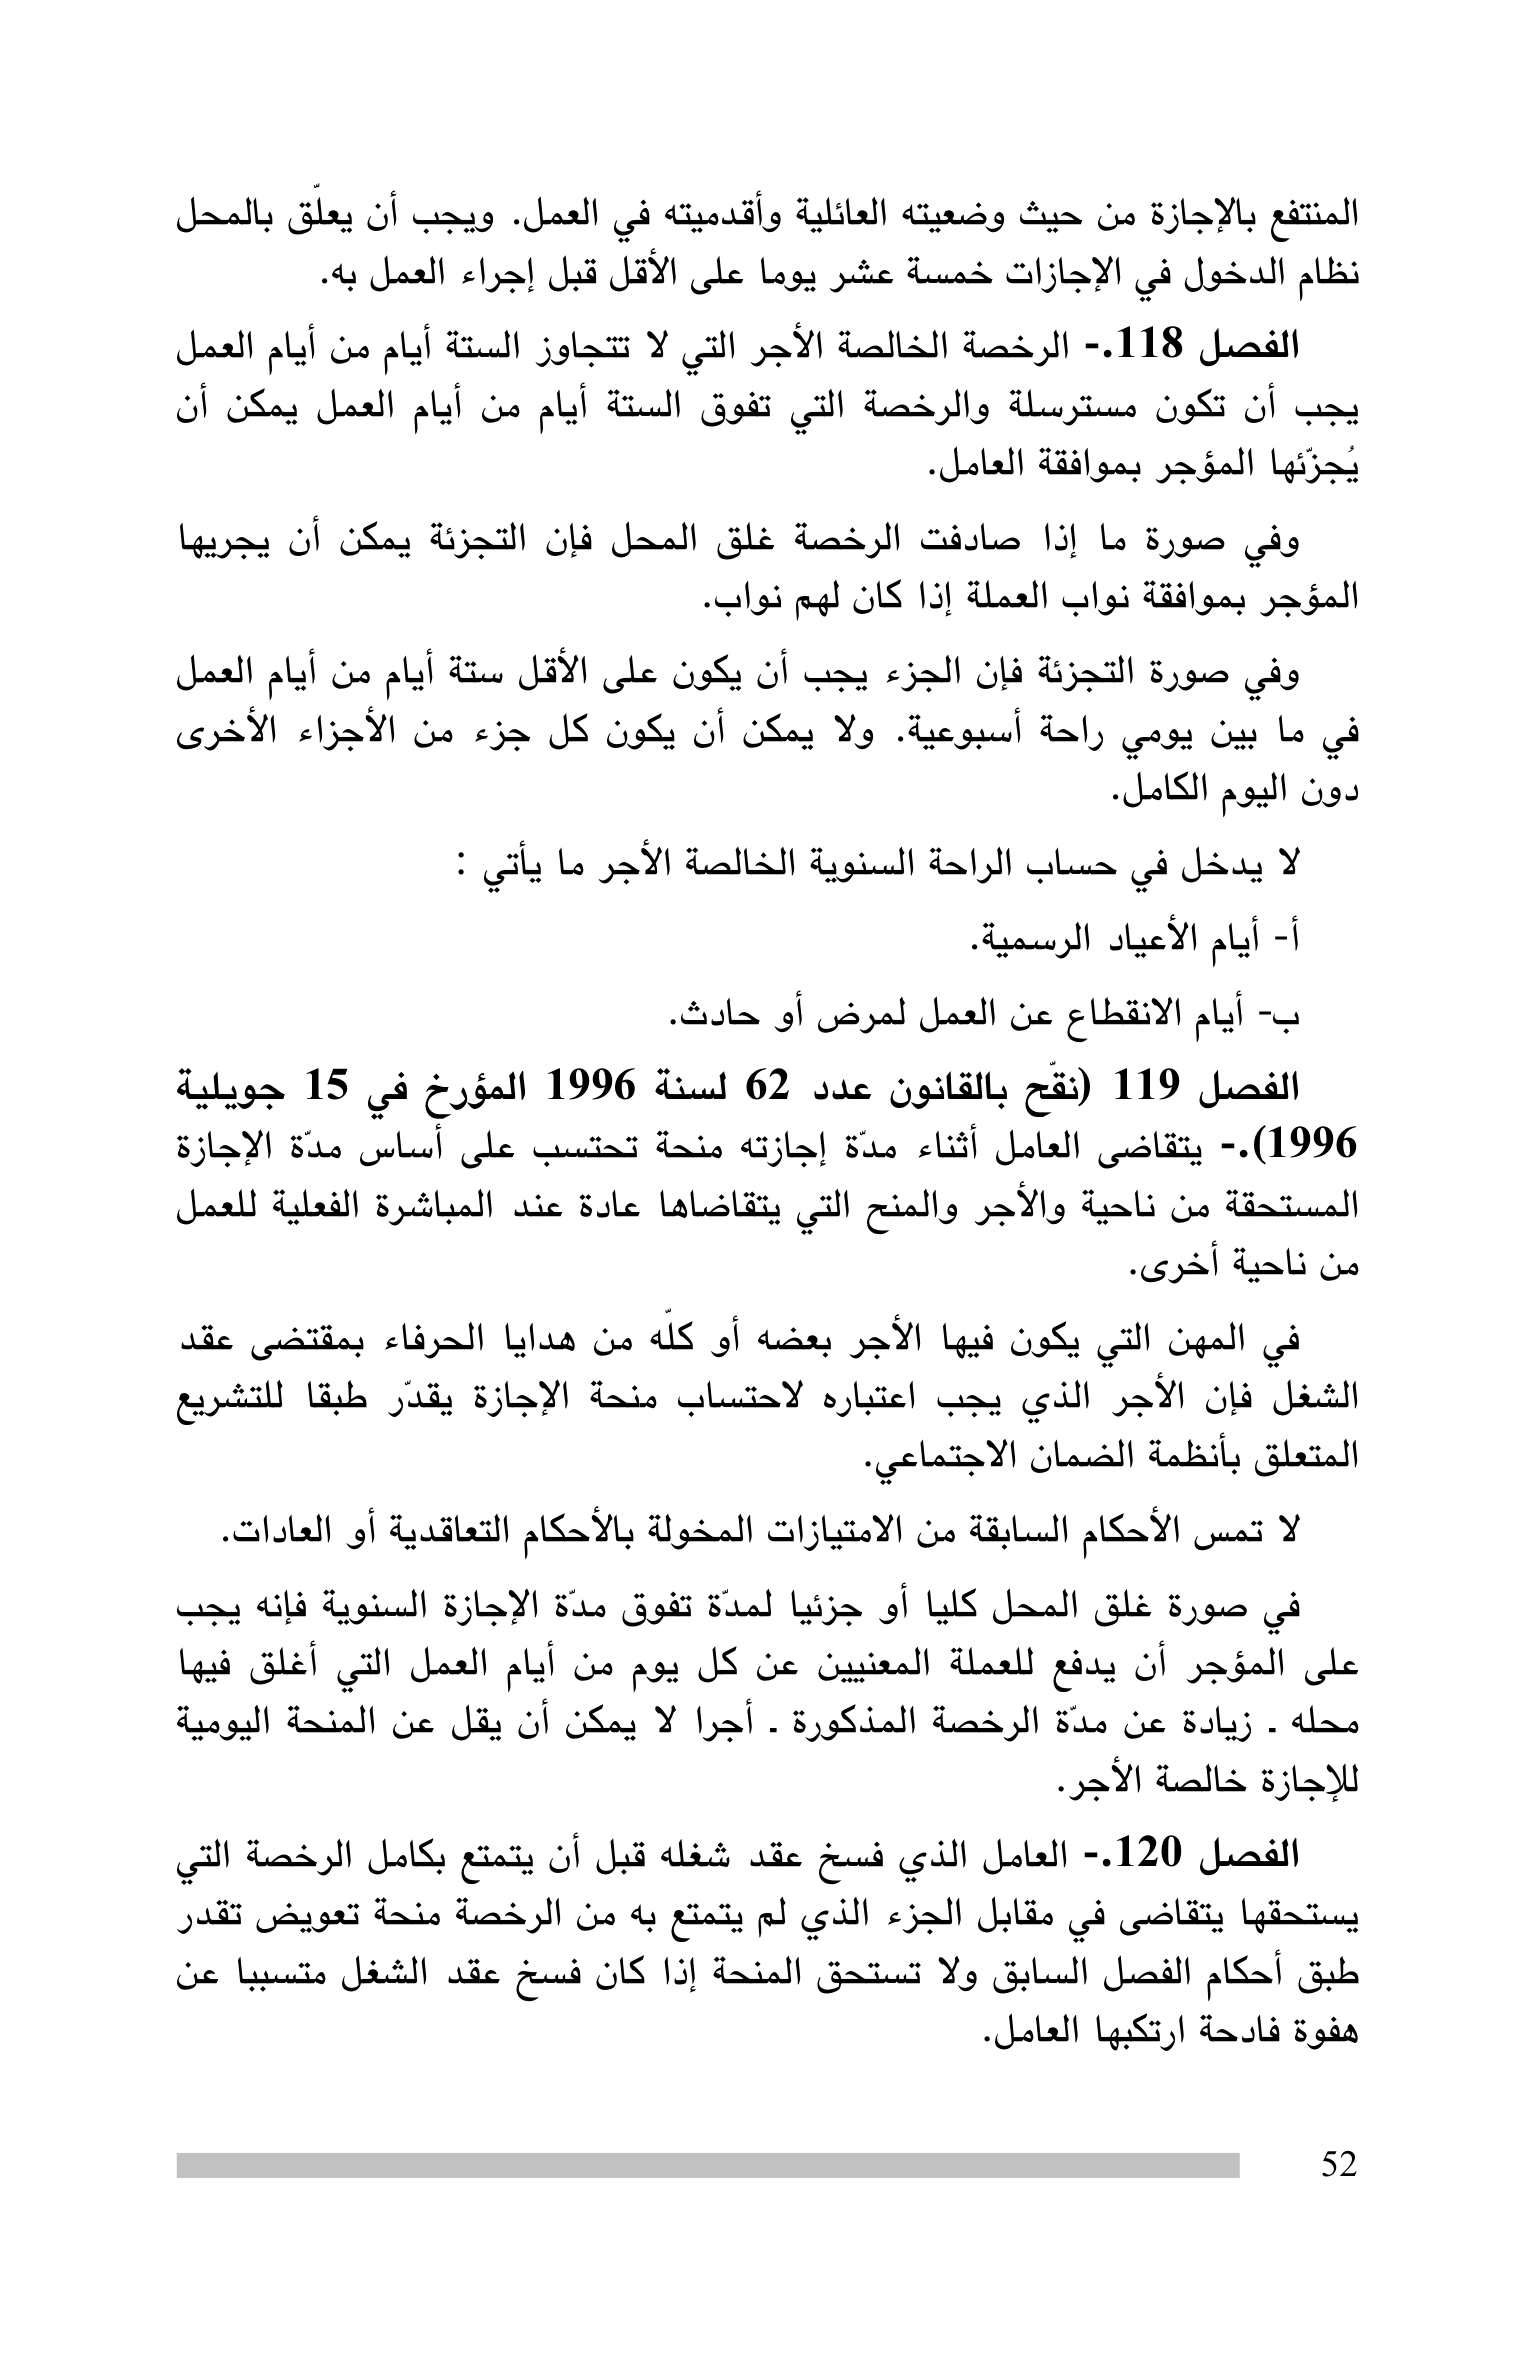 المنتفع بالإجازة من حيث وضعيته العائلية وأقدميته في العمل. ويجب أن يعلّق بالمحل
نظام الدخول في الإجازات خمسة عشر يوما على الأقل قبل إجراء العمل به.
الفصل 118.- الرخصة الخالصة الأجر التي لا تتجاوز الستة أيام من أيام العمل
يجب أن تكون مسترسلة والرخصة التي تفوق الستة أيام من أيام العمل يمكن أن
يُجزّئها المؤجر بموافقة العامل.
وفي صورة ما إذا صادفت الرخصة غلق المحل فإن التجزئة يمكن أن يجريها
المؤجر بموافقة نواب العملة إذا كان لهم نواب.
وفي صورة التجزئة فإن الجزء يجب أن يكون على الأقل ستة أيام من أيام العمل
في ما بين يومي راحة أسبوعية. ولا يمكن أن يكون كل جزء من الأجزاء الأخرى
دون اليوم الكامل.
لا يدخل في حساب الراحة السنوية الخالصة الأجر ما يأتي :
أ- أيام الأعياد الرسمية.
ب- أيام الانقطاع عن العمل لمرض أو حادث.
الفصل 119 (نقّح بالقانون عدد 62 لسنة 1996 المؤرخ في 15 جويلية
1996).- يتقاضى العامل أثناء مدّة إجازته منحة تحتسب على أساس مدّة الإجازة
المستحقة من ناحية والأجر والمنح التي يتقاضاها عادة عند المباشرة الفعلية للعمل
من ناحية أخرى.
في المهن التي يكون فيها الأجر بعضه أو كلّه من هدايا الحرفاء بمقتضى عقد
الشغل فإن الأجر الذي يجب اعتباره لاحتساب منحة الإجازة يقدّر طبقا للتشريع
المتعلق بأنظمة الضمان الاجتماعي.
لا تمس الأحكام السابقة من الامتيازات المخولة بالأحكام التعاقدية أو العادات.
في صورة غلق المحل كليا أو جزئيا لمدّة تفوق مدّة الإجازة السنوية فإنه يجب
على المؤجر أن يدفع للعملة المعنيين عن كل يوم من أيام العمل التي أغلق فيها
محله ـ زيادة عن مدّة الرخصة المذكورة ـ أجرا لا يمكن أن يقل عن المنحة اليومية
للإجازة خالصة الأجر.
الفصل 120.- العامل الذي فسخ عقد شغله قبل أن يتمتع بكامل الرخصة التي
يستحقها يتقاضى في مقابل الجزء الذي لم يتمتع به من الرخصة منحة تعويض تقدر
طبق أحكام الفصل السابق ولا تستحق المنحة إذا كان فسخ عقد الشغل متسببا عن
هفوة فادحة ارتكبها العامل.
52